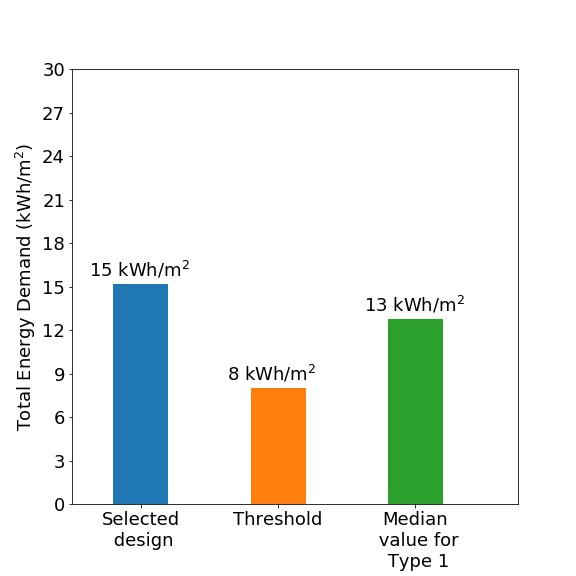 Total Energy Demand (kWh/m²)
30
27
24
21
18
15
12
9
6
3
0
15 kWh/m²
8 kWh/m²
13 kWh/m²
Selected
design
Threshold
Median
value for
Type 1